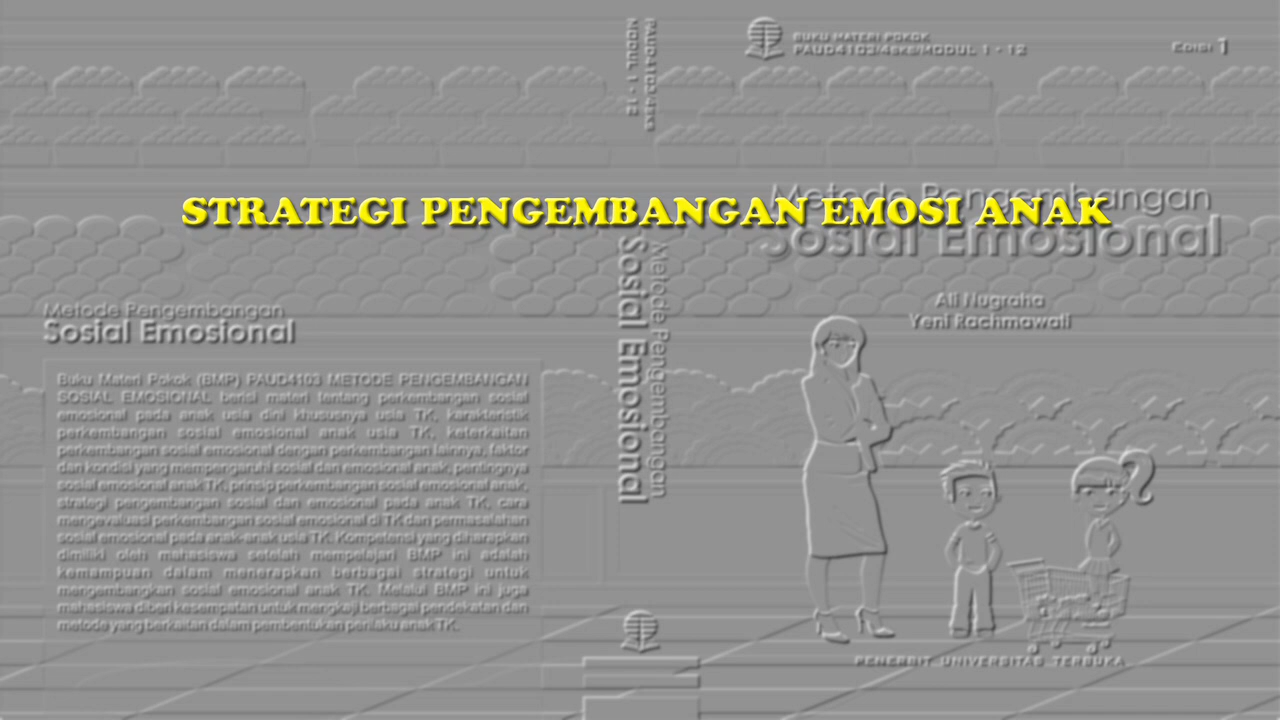 STRATEGI PENGEMBANGAN EMOSI ANAK
BUKU MATERI POKOK
PAUD4103/4sks/MODUL 1 - 12
EDISI 1
PAUD4103/4sks
MODUL 1 - 12
Metode Pengembangan
Sosial Emosional
Ali Nugraha
Yeni Rachmawati
Metode Pengembangan
Sosial Emosional
Metode Pengembangan
Sosial Emosional
Buku Materi Pokok (BMP) PAUD4103 METODE PENGEMBANGAN
SOSIAL EMOSIONAL berisi materi tentang perkembangan sosial
emosional pada anak usia dini khususnya usia TK, karakteristik
perkembangan sosial emosional anak usia TK, keterkaitan
perkembangan sosial emosional dengan perkembangan lainnya, faktor
dan kondisi yang mempengaruhi sosial dan emosional anak, pentingnya
sosial emosional anak TK, prinsip perkembangan sosial emosional anak,
strategi pengembangan sosial dan emosional pada anak TK, cara
mengevaluasi perkembangan sosial emosional di TK dan permasalahan
sosial emosional pada anak-anak usia TK. Kompetensi yang diharapkan
dimiliki oleh mahasiswa setelah mempelajari BMP ini adalah
kemampuan dalam menerapkan berbagai strategi untuk
mengembangkan sosial emosional anak TK. Melalui BMP ini juga
mahasiswa diberi kesempatan untuk mengkaji berbagai pendekatan dan
metode yang berkaitan dalam pembentukan perilaku anak TK.
PENERBIT UNIVERSITAS TERBUKA